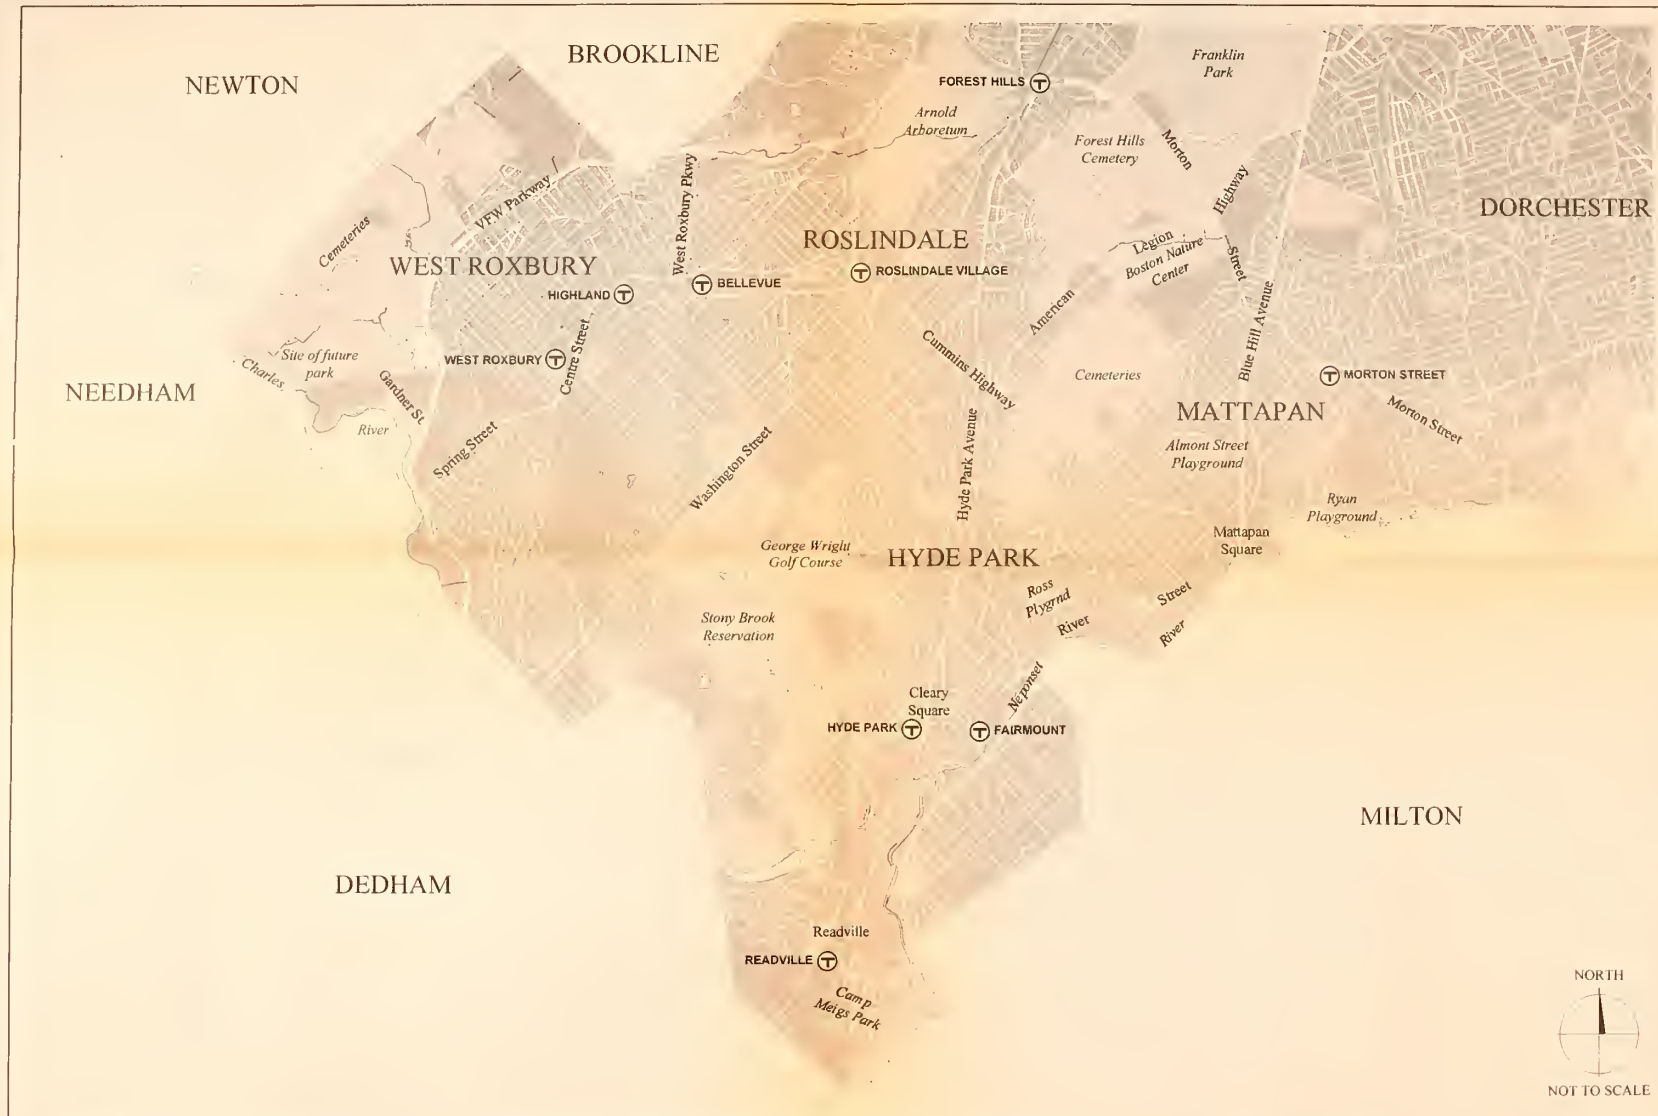 BROOKLINE
NEWTON
Franklin
Park
FOREST HILLS T
Arnold
Arboretum
Forest Hills
Cemetery
Morton
Highway
VFW Parkway
West Roxbury Pkwy
DORCHESTER
Cemeteries
WEST ROXBURY
ROSLINDALE
Legion
Boston Nature
Center
Street
T ROSLINDALE VILLAGE
T BELLEVUE
HIGHLAND T
American
Blue Hill Avenue
Cummins Highway
Centre Street
WEST ROXBURY T
Site of future
park
Charles
Gardner St
Cemeteries
T MORTON STREET
NEEDHAM
MATTAPAN
Morton Street
River
Spring Street
Washington Street
Hyde Park Avenue
Almont Street
Playground
Ryan
Playground
Mattapan
Square
George Wright
Golf Course
HYDE PARK
Ross
Plygrnd
River
Street
River
Stony Brook
Reservation
Neponset
Cleary
Square
HYDE PARK T
T FAIRMOUNT
MILTON
DEDHAM
Readville
READVILLE T
Camp
Meigs Park
NORTH
NOT TO SCALE